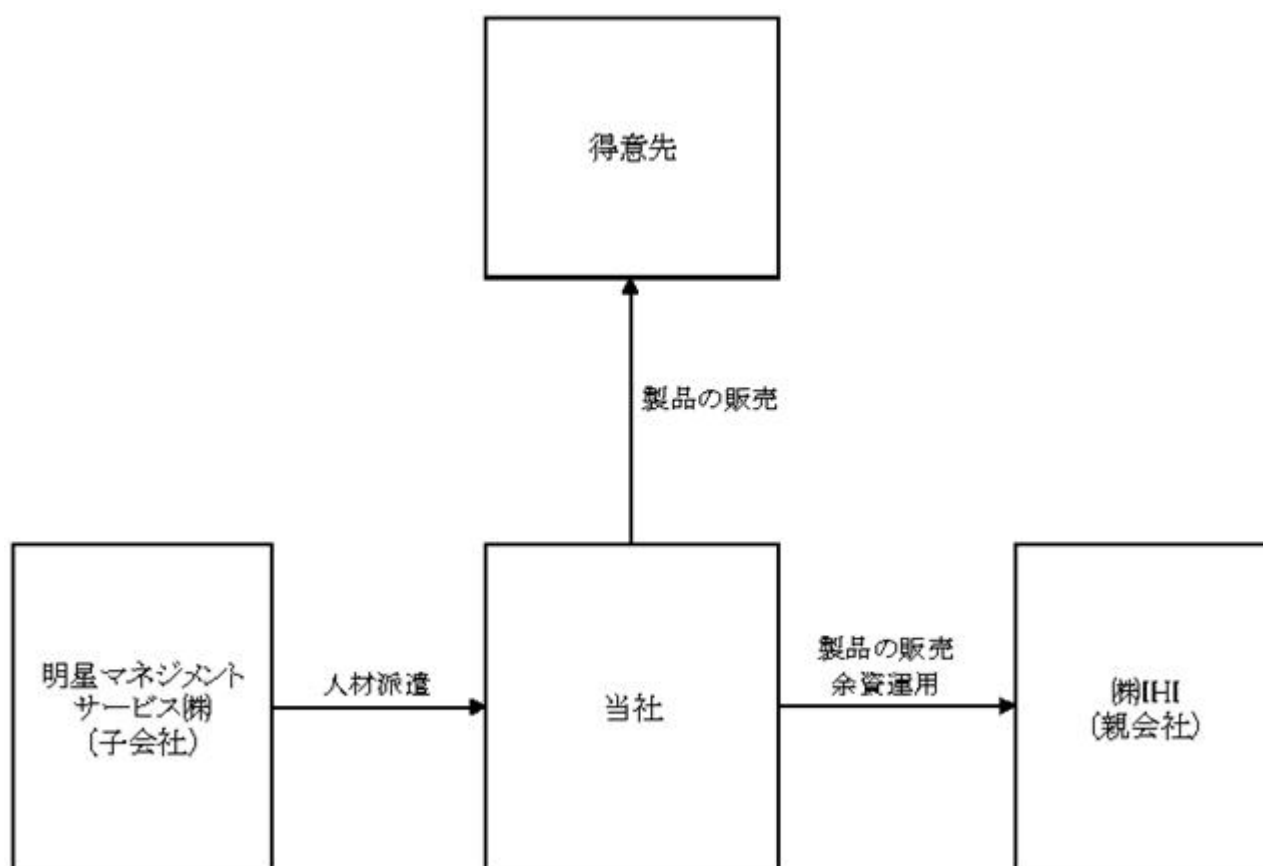 得意先
製品の販売
明星マネジメント
サービス㈱
(子会社)
人材派遣
当社
製品の販売
余資運用
㈱IHI
(親会社)